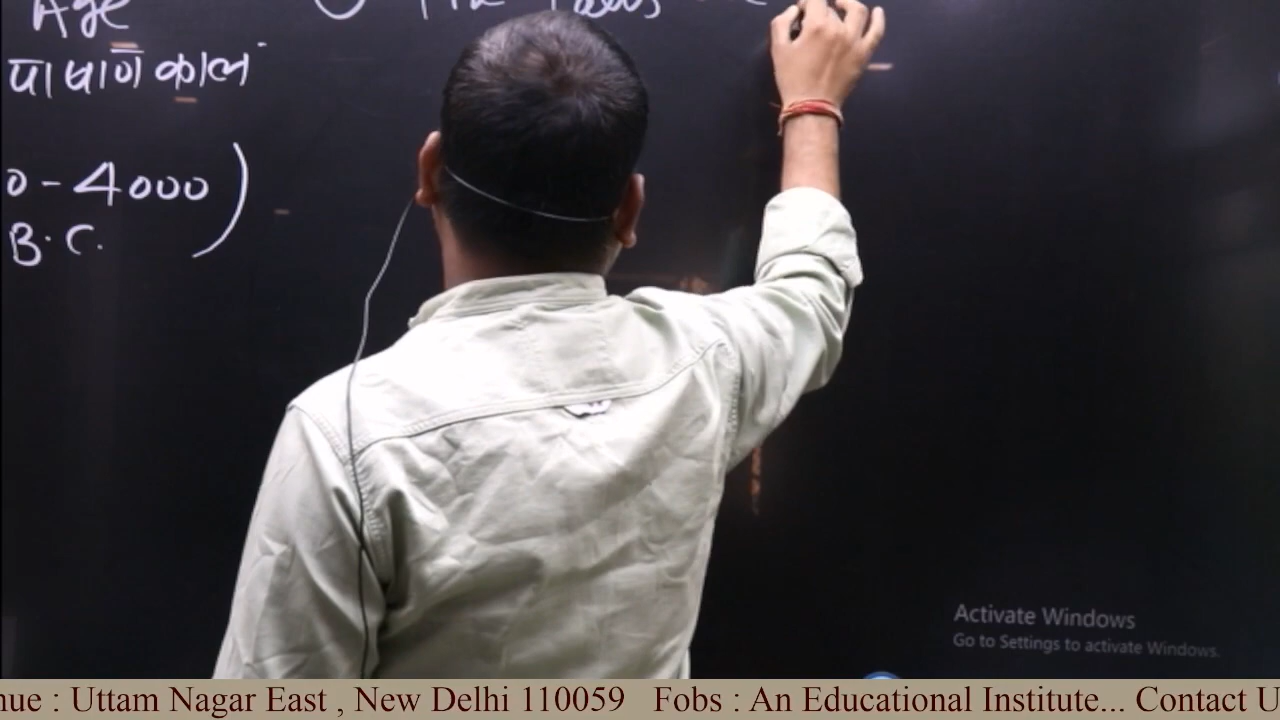 Age
पाषाण काल
0 - 4000)
B.C.
Activate Windows
Go to Settings to activate Windows.
nue : Uttam Nagar East , New Delhi 110059 Fobs : An Educational Institute... Contact U